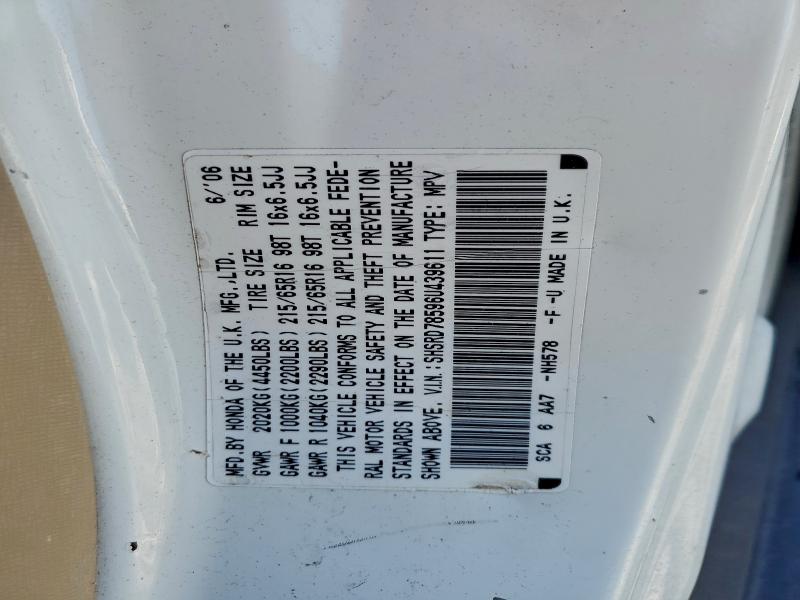 MFD.BY HONDA OF THE U.K. MFG.,LTD. 6/'06
GVWR 2020KG(4450LBS) TIRE SIZE RIM SIZE
GAWR F 1000KG(2200LBS) 215/65R16 98T 16x6.5JJ
GAWR R 1040KG(2290LBS) 215/65R16 98T 16x6.5JJ
THIS VEHICLE CONFORMS TO ALL APPLICABLE FEDE-
RAL MOTOR VEHICLE SAFETY AND THEFT PREVENTION
STANDARDS IN EFFECT ON THE DATE OF MANUFACTURE
SHOWN ABOVE. V.I.N.: SHSRD78596U439611 TYPE: MPV
SCA 6 AA7 -NH578 -F -U MADE IN U.K.